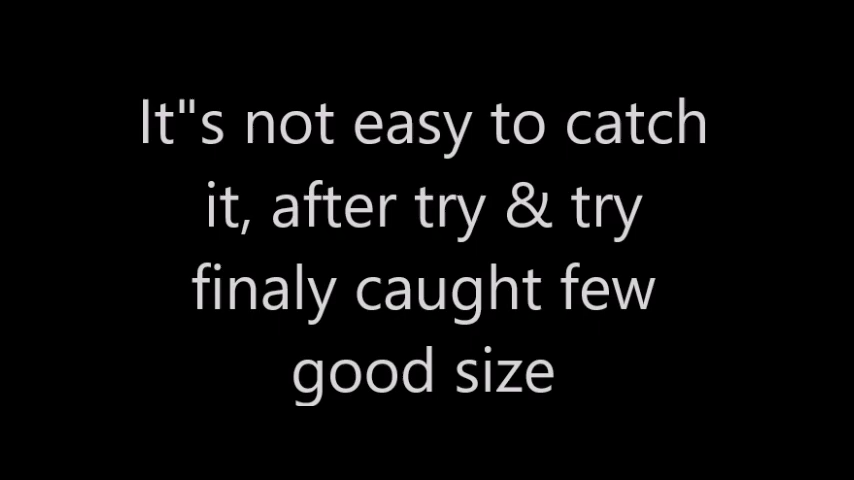 It"s not easy to catch
it, after try & try
finaly caught few
good size